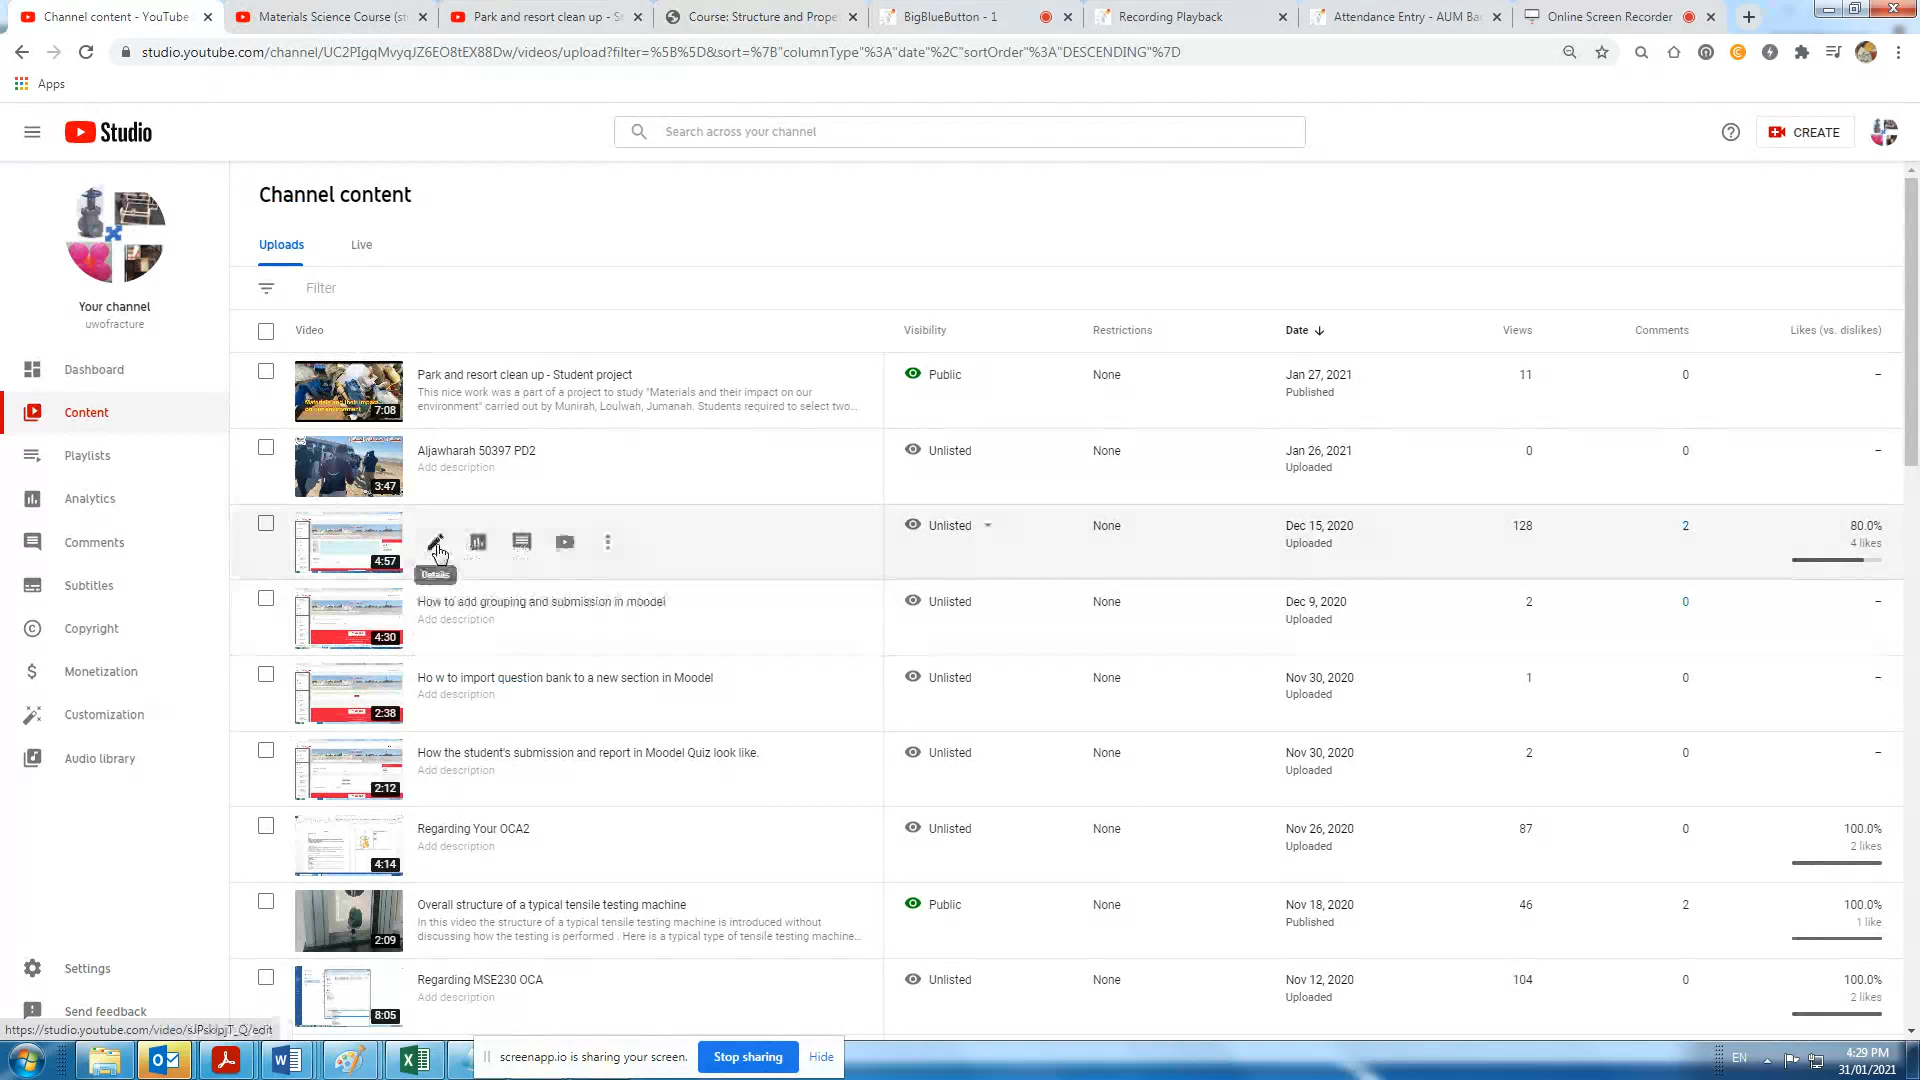 Channel content - YouTube
Materials Science Course (st
Park and resort clean up - S
Course: Structure and Prope
BigBlueButton - 1
Recording Playback
Attendance Entry - AUM Ba
Online Screen Recorder
studio.youtube.com/channel/UC2PIgqMvyqJZ6EO8tEX88Dw/videos/upload?filter=%5B%5D&sort=%7B"columnType"%3A"date"%2C"sortOrder"%3A"DESCENDING"%7D
Apps
Studio
Search across your channel
CREATE
Channel content
Uploads
Live
Filter
Your channel
uwofracture
Dashboard
Content
Playlists
Analytics
Comments
Subtitles
Copyright
Monetization
Customization
Audio library
Settings
Send feedback
Video
Visibility
Restrictions
Date
Views
Comments
Likes (vs. dislikes)
7:08
Park and resort clean up - Student project
This nice work was a part of a project to study "Materials and their impact on our
environment" carried out by Munirah, Loulwah, Jumanah. Students required to select two...
Public
None
Jan 27, 2021
Published
11
0
–
3:47
Aljawharah 50397 PD2
Add description
Unlisted
None
Jan 26, 2021
Uploaded
0
0
–
4:57
Details
Unlisted
None
Dec 15, 2020
Uploaded
128
2
80.0%
4 likes
4:30
How to add grouping and submission in moodel
Add description
Unlisted
None
Dec 9, 2020
Uploaded
2
0
–
2:38
Ho w to import question bank to a new section in Moodel
Add description
Unlisted
None
Nov 30, 2020
Uploaded
1
0
–
2:12
How the student's submission and report in Moodel Quiz look like.
Add description
Unlisted
None
Nov 30, 2020
Uploaded
2
0
–
4:14
Regarding Your OCA2
Add description
Unlisted
None
Nov 26, 2020
Uploaded
87
0
100.0%
2 likes
2:09
Overall structure of a typical tensile testing machine
In this video the structure of a typical tensile testing machine is introduced without
discussing how the testing is performed . Here is a typical type of tensile testing machine...
Public
None
Nov 18, 2020
Published
46
2
100.0%
1 like
8:05
Regarding MSE230 OCA
Add description
Unlisted
None
Nov 12, 2020
Uploaded
104
0
100.0%
2 likes
screenapp.io is sharing your screen.
Stop sharing
Hide
EN
4:29 PM
31/01/2021